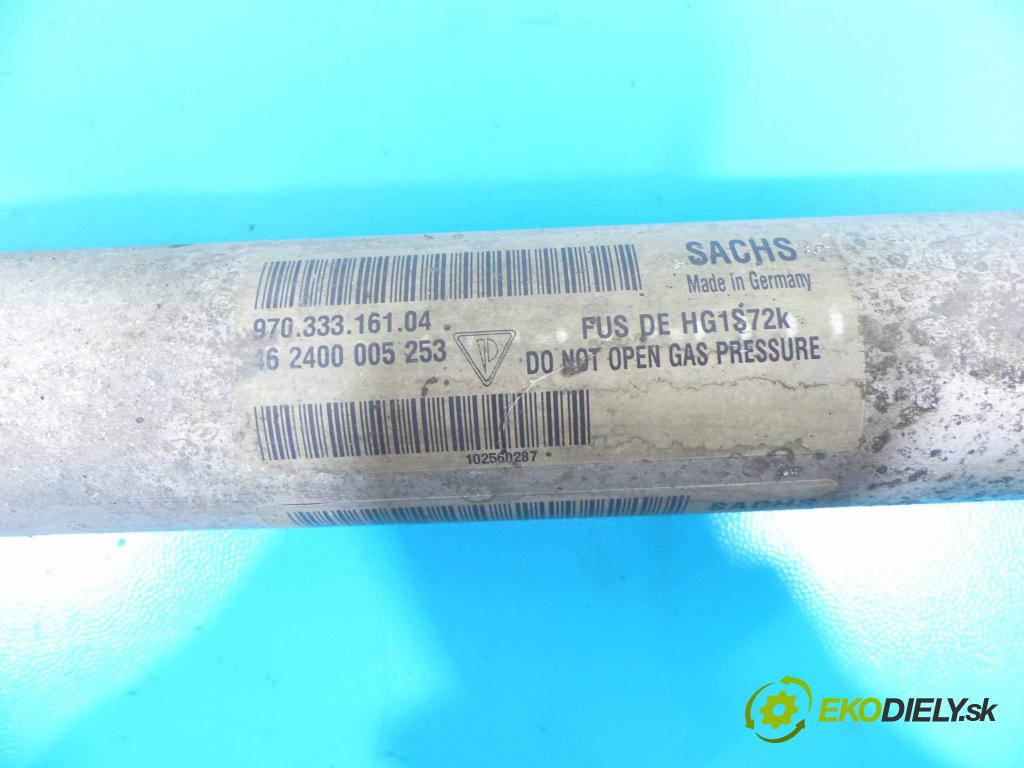 SACHS
Made in Germany
970.333.161.04
46 2400 005 253
FUS DE HG1S72k
DO NOT OPEN GAS PRESSURE
102560287
SACHS
EKODIELY.sk